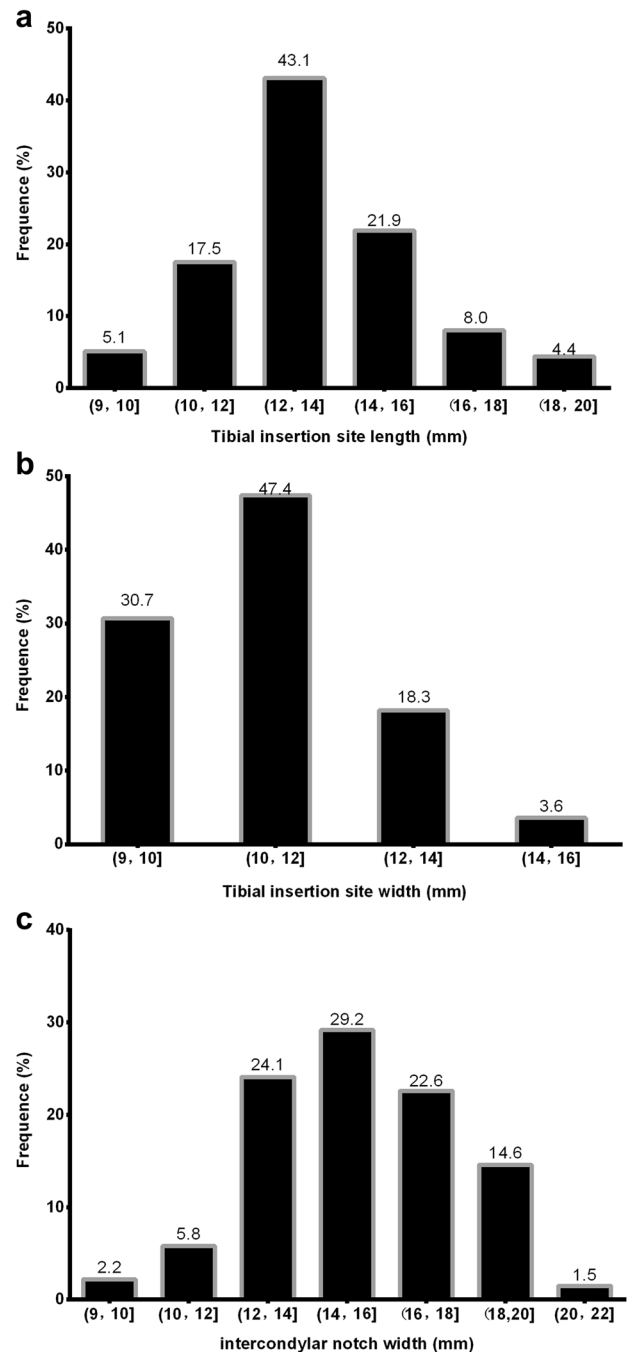 a
50
43.1
40
Frequence (%)
30
21.9
20
17.5
10
8.0
5.1
4.4
0
(9, 10] (10, 12] (12, 14] (14, 16] (16, 18] (18, 20]
Tibial insertion site length (mm)
b
50
47.4
40
Frequence (%)
30.7
30
20
18.3
10
3.6
0
(9, 10] (10, 12] (12, 14] (14, 16]
Tibial insertion site width (mm)
c
40
Frequence (%)
30
29.2
24.1
22.6
20
14.6
10
5.8
2.2
1.5
0
(9, 10] (10, 12] (12, 14] (14, 16] (16, 18] (18,20] (20, 22]
intercondylar notch width (mm)